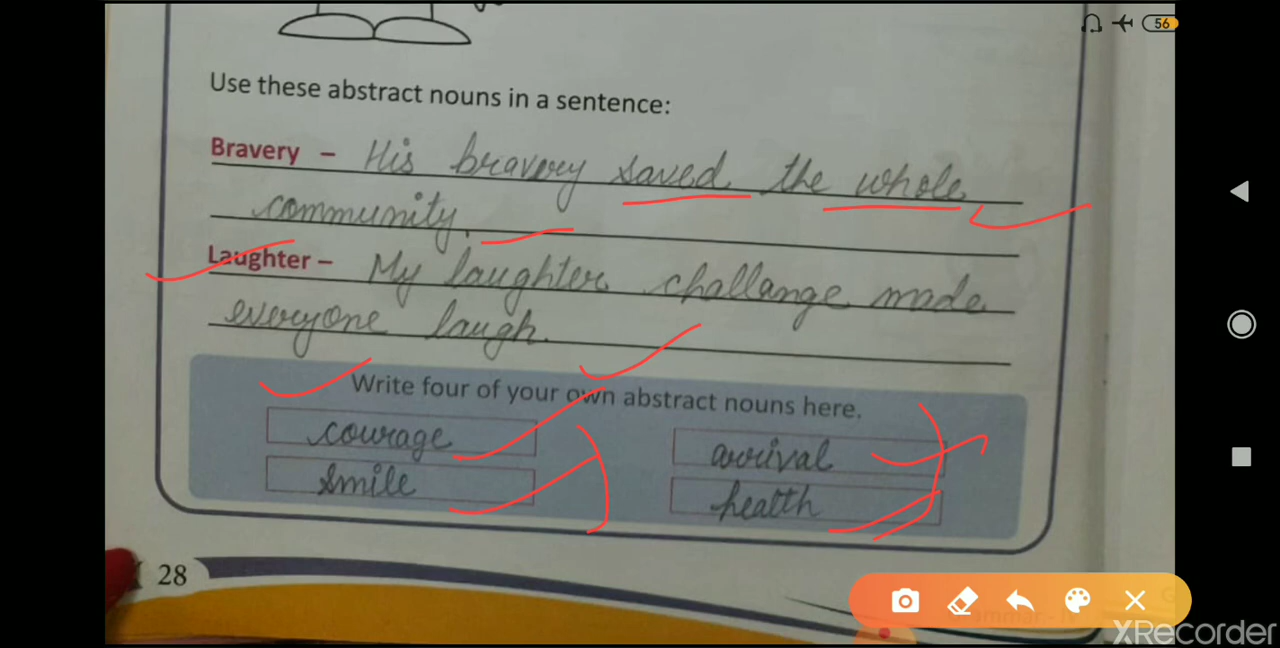 56
Use these abstract nouns in a sentence:
Bravery - His bravery saved the whole
community.
Laughter - My laughter challange made
everyone laugh.
Write four of your own abstract nouns here.
courage
arrival
smile
health
28
XRecorder